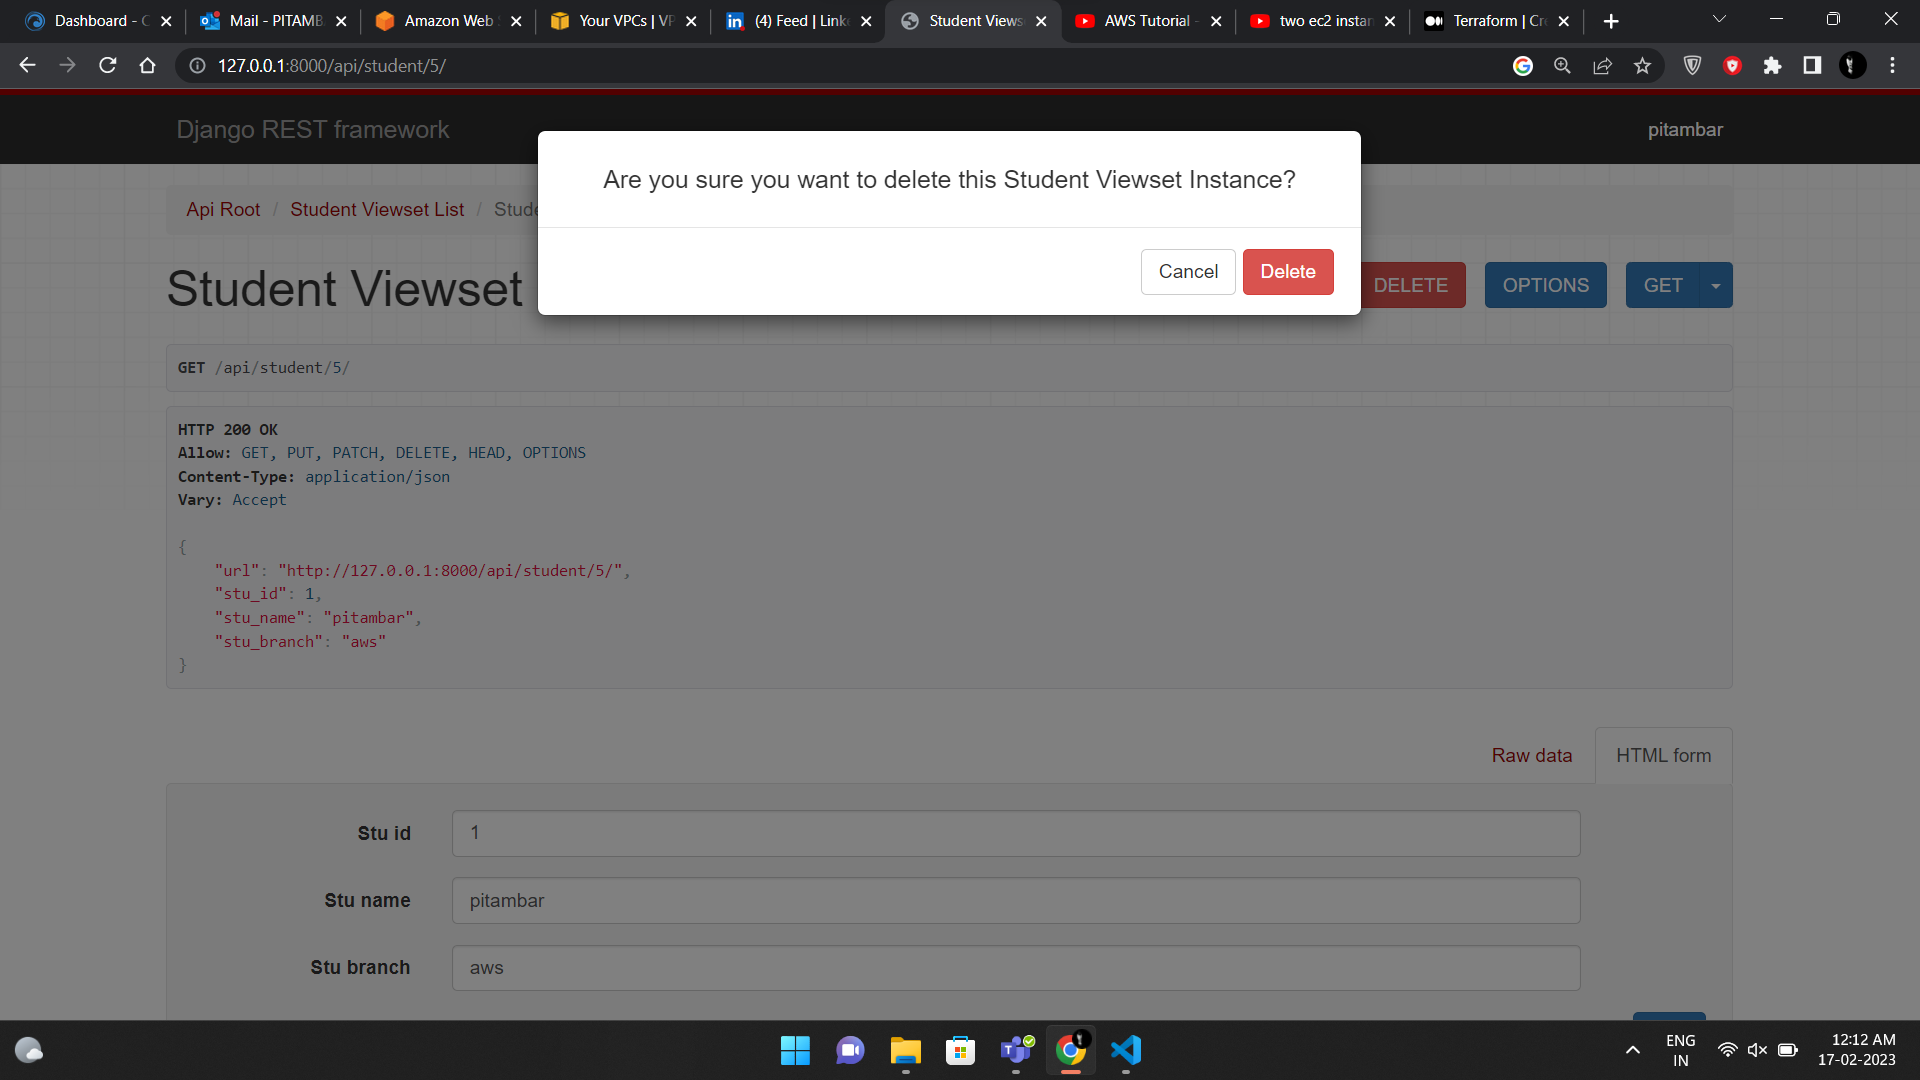 Dashboard - C
Mail - PITAMB
Amazon Web S
Your VPCs | VP
(4) Feed | Linke
Student Views
AWS Tutorial -
two ec2 instan
Terraform | Cre
127.0.0.1:8000/api/student/5/
Django REST framework
pitambar
Are you sure you want to delete this Student Viewset Instance?
Cancel
Delete
Api Root / Student Viewset List / Stude
Student Viewset
DELETE
OPTIONS
GET
GET /api/student/5/
HTTP 200 OK
Allow: GET, PUT, PATCH, DELETE, HEAD, OPTIONS
Content-Type: application/json
Vary: Accept
{
"url": "http://127.0.0.1:8000/api/student/5/",
"stu_id": 1,
"stu_name": "pitambar",
"stu_branch": "aws"
}
Raw data
HTML form
Stu id
1
Stu name
pitambar
Stu branch
aws
ENG
IN
12:12 AM
17-02-2023